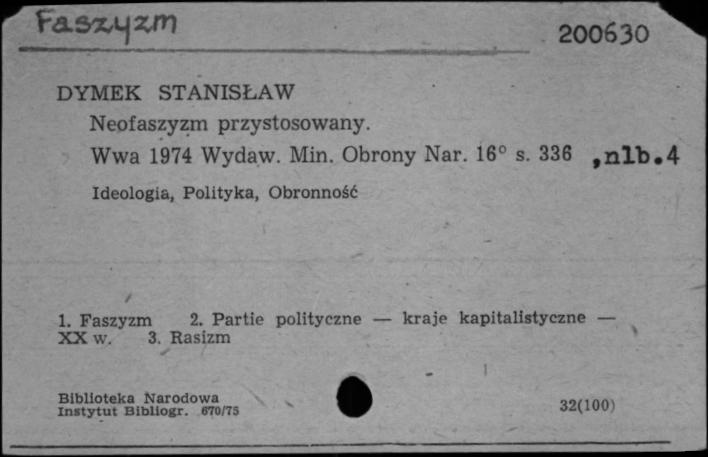 Faszyzm
200630
DYMEK STANISŁAW
Neofaszyzm przystosowany.
Wwa 1974 Wydaw. Min. Obrony Nar. 16° s. 336 ,nlb.4
Ideologia, Polityka, Obronność
1. Faszyzm 2. Partie polityczne — kraje kapitalistyczne —
XX w. 3. Rasizm
Biblioteka Narodowa
Instytut Bibliogr. 670/75
32(100)